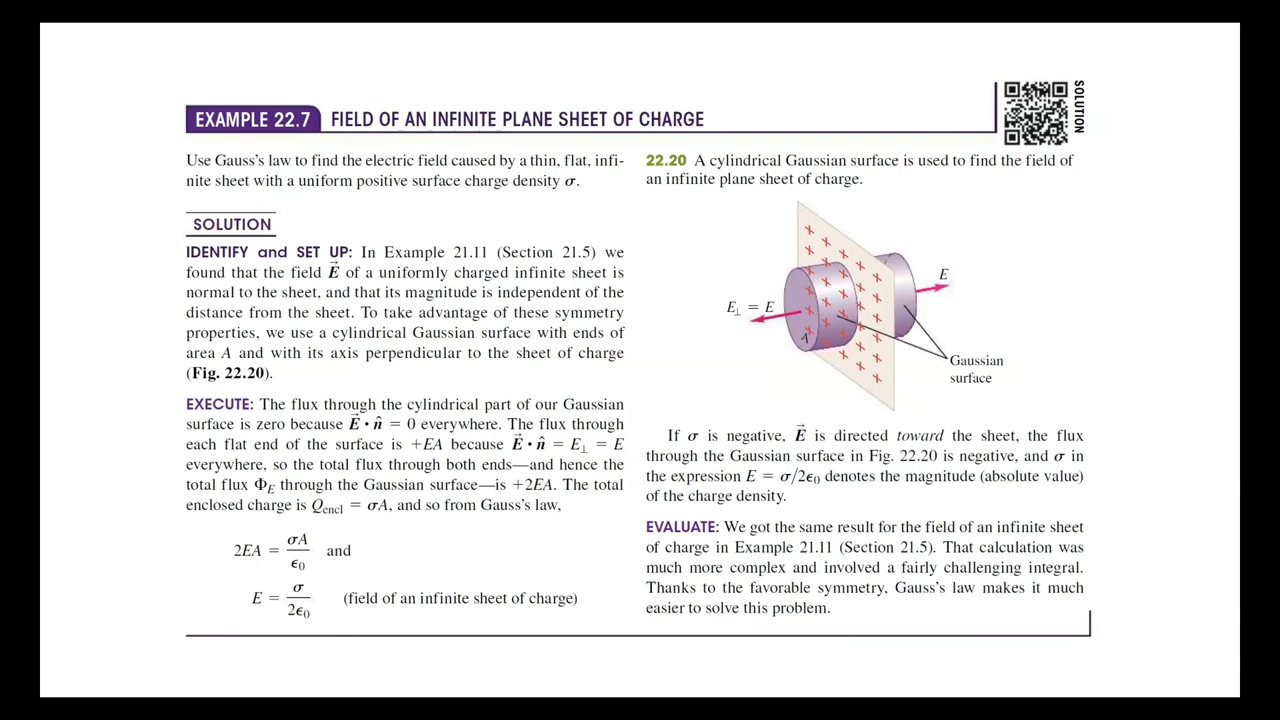 EXAMPLE 22.7 FIELD OF AN INFINITE PLANE SHEET OF CHARGE
SOLUTION
Use Gauss's law to find the electric field caused by a thin, flat, infi-
nite sheet with a uniform positive surface charge density σ.
SOLUTION
IDENTIFY and SET UP: In Example 21.11 (Section 21.5) we
found that the field E⃗ of a uniformly charged infinite sheet is
normal to the sheet, and that its magnitude is independent of the
distance from the sheet. To take advantage of these symmetry
properties, we use a cylindrical Gaussian surface with ends of
area A and with its axis perpendicular to the sheet of charge
(Fig. 22.20).
EXECUTE: The flux through the cylindrical part of our Gaussian
surface is zero because E⃗ · n̂ = 0 everywhere. The flux through
each flat end of the surface is +EA because E⃗ · n̂ = E⊥ = E
everywhere, so the total flux through both ends—and hence the
total flux Φ_E through the Gaussian surface—is +2EA. The total
enclosed charge is Q_encl = σA, and so from Gauss's law,
2EA = σA/ϵ₀ and
E = σ/2ϵ₀ (field of an infinite sheet of charge)
22.20 A cylindrical Gaussian surface is used to find the field of
an infinite plane sheet of charge.
E
E⊥ = E
A
Gaussian
surface
If σ is negative, E⃗ is directed toward the sheet, the flux
through the Gaussian surface in Fig. 22.20 is negative, and σ in
the expression E = σ/2ϵ₀ denotes the magnitude (absolute value)
of the charge density.
EVALUATE: We got the same result for the field of an infinite sheet
of charge in Example 21.11 (Section 21.5). That calculation was
much more complex and involved a fairly challenging integral.
Thanks to the favorable symmetry, Gauss's law makes it much
easier to solve this problem.